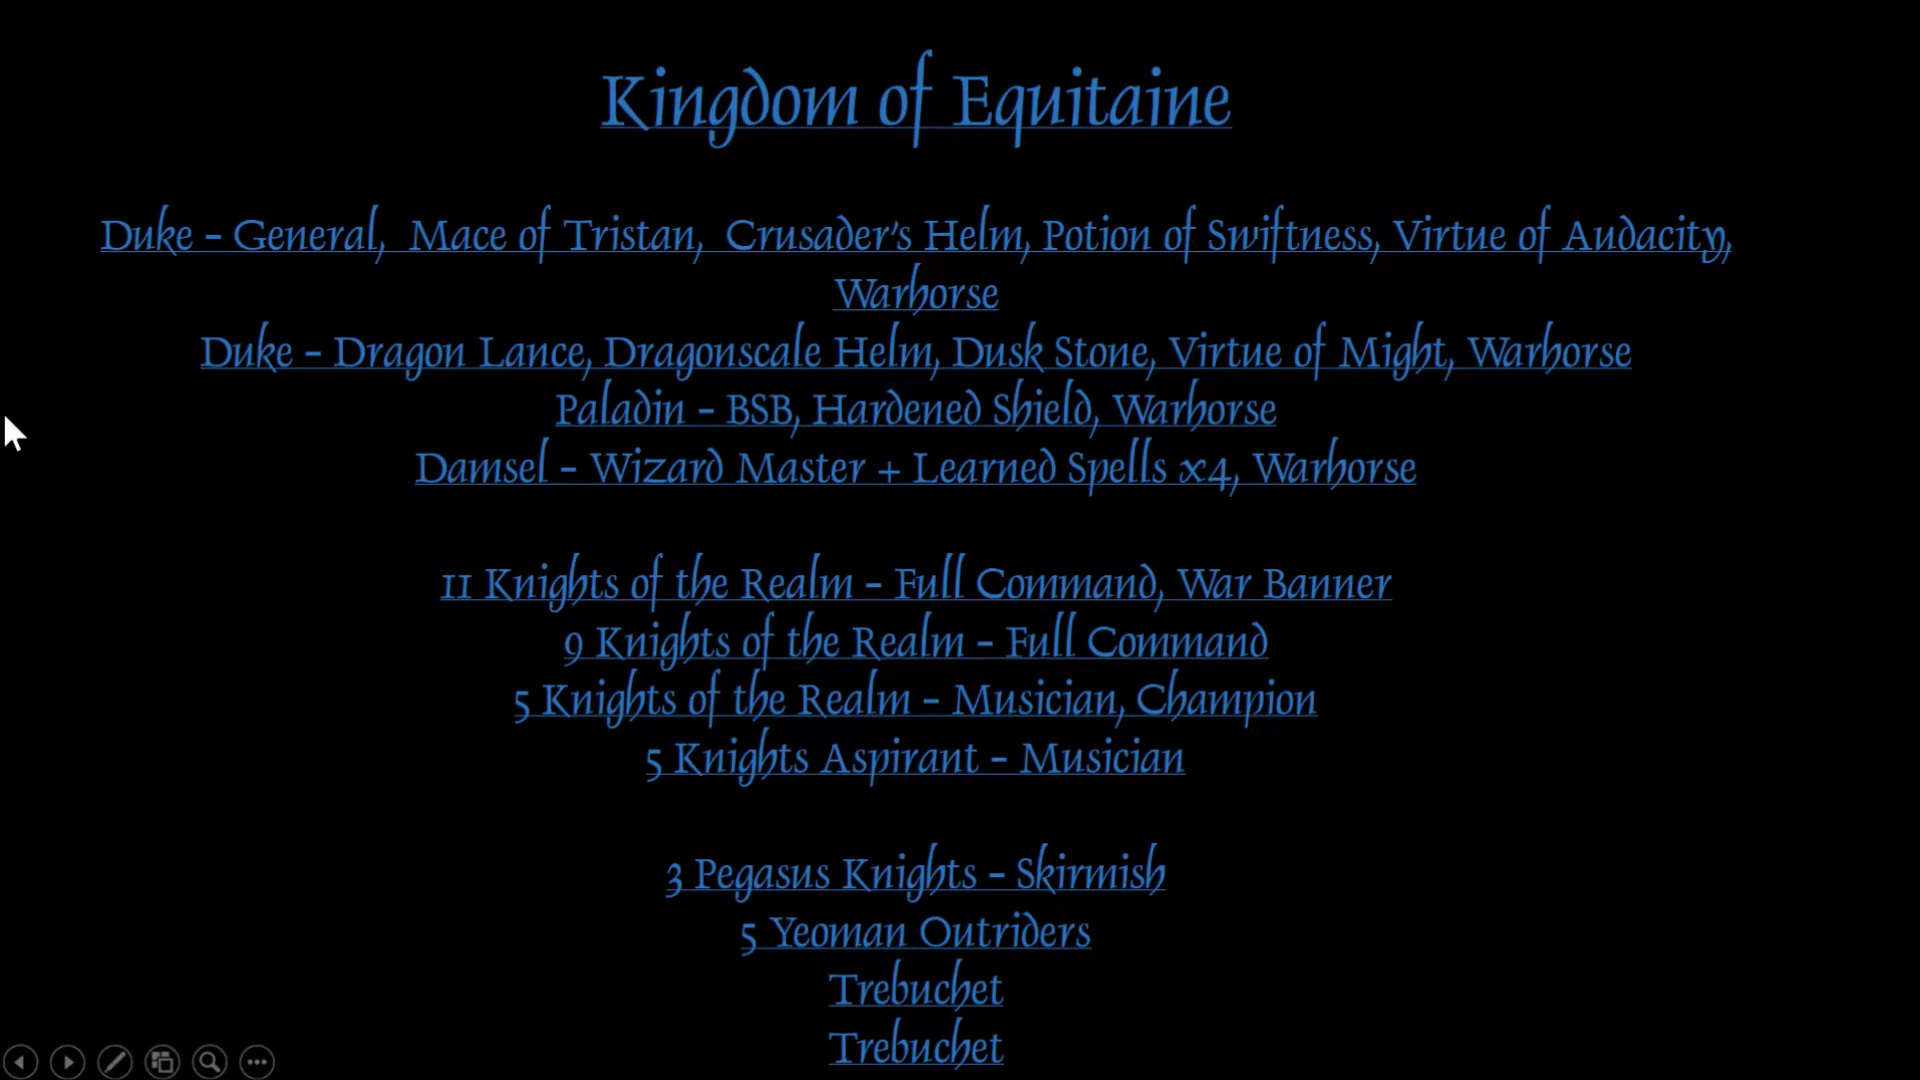 Kingdom of Equitaine
Duke - General, Mace of Tristan, Crusader's Helm, Potion of Swiftness, Virtue of Audacity,
Warhorse
Duke - Dragon Lance, Dragonscale Helm, Dusk Stone, Virtue of Might, Warhorse
Paladin - BSB, Hardened Shield, Warhorse
Damsel - Wizard Master + Learned Spells x4, Warhorse
11 Knights of the Realm - Full Command, War Banner
9 Knights of the Realm - Full Command
5 Knights of the Realm - Musician, Champion
5 Knights Aspirant - Musician
3 Pegasus Knights - Skirmish
5 Yeoman Outriders
Trebuchet
Trebuchet